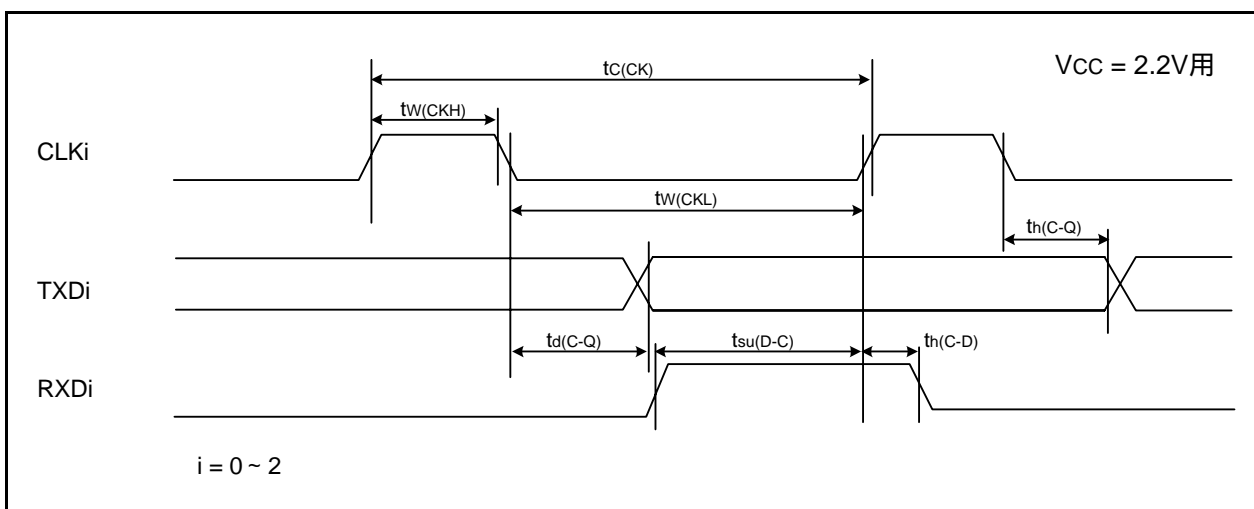 VCC = 2.2V用
tC(CK)
tW(CKH)
CLKi
tW(CKL)
th(C-Q)
TXDi
td(C-Q)
tsu(D-C)
th(C-D)
RXDi
i = 0 ~ 2